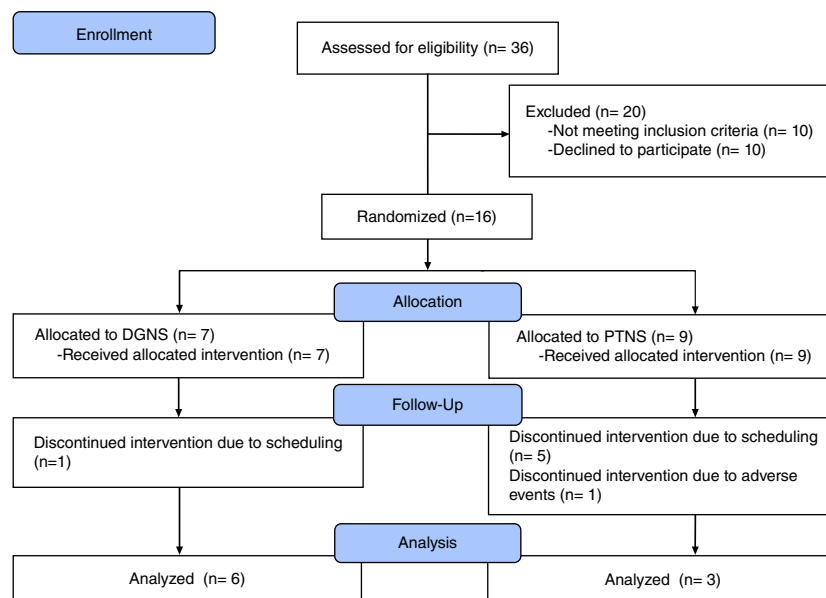 Enrollment
Assessed for eligibility (n= 36)
Excluded (n= 20)
-Not meeting inclusion criteria (n= 10)
-Declined to participate (n= 10)
Randomized (n=16)
Allocation
Allocated to DGNS (n= 7)
-Received allocated intervention (n= 7)
Allocated to PTNS (n= 9)
-Received allocated intervention (n= 9)
Follow-Up
Discontinued intervention due to scheduling
(n=1)
Discontinued intervention due to scheduling
(n= 5)
Discontinued intervention due to adverse
events (n= 1)
Analysis
Analyzed (n= 6)
Analyzed (n= 3)